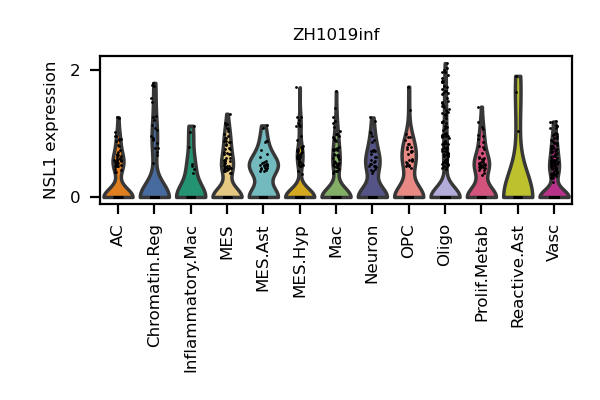 ZH1019inf
NSL1 expression
2
0
AC
Chromatin.Reg
Inflammatory.Mac
MES
MES.Ast
MES.Hyp
Mac
Neuron
OPC
Oligo
Prolif.Metab
Reactive.Ast
Vasc